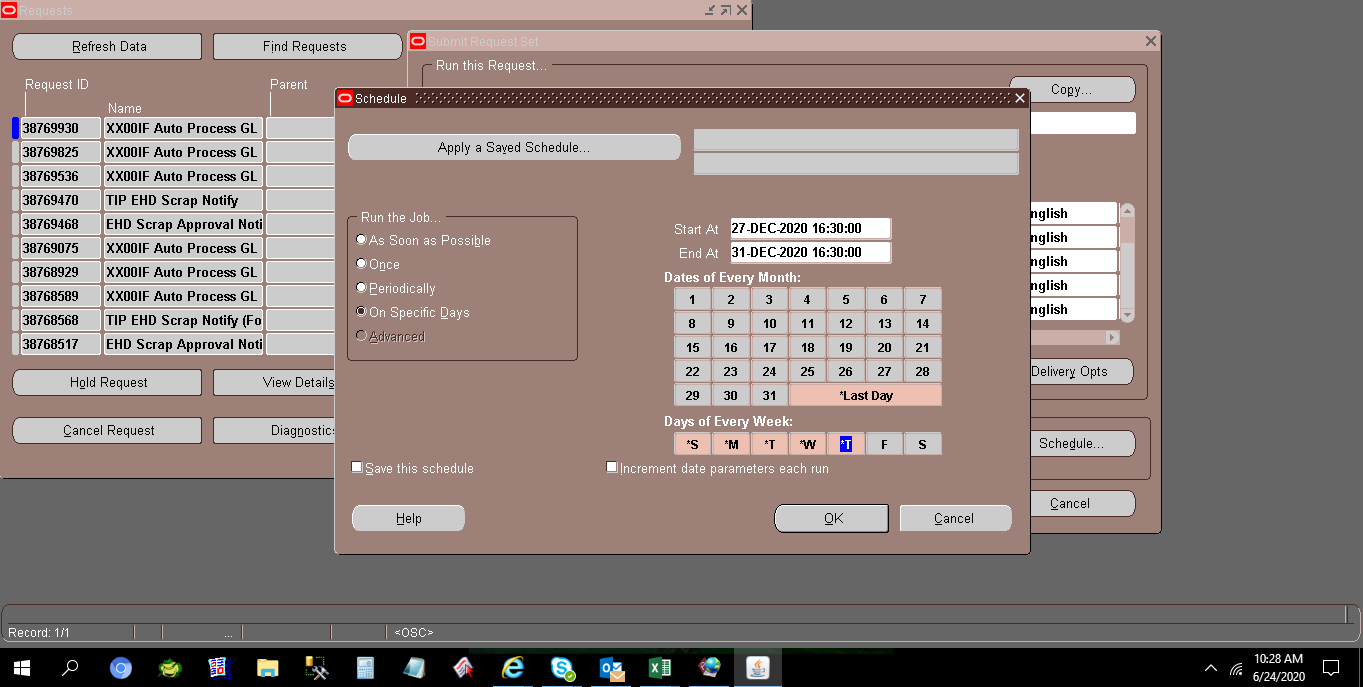 Requests
Refresh Data
Find Requests
Request ID
Parent
Name
38769930 XX00IF Auto Process GL
38769825 XX00IF Auto Process GL
38769536 XX00IF Auto Process GL
38769470 TIP EHD Scrap Notify
38769468 EHD Scrap Approval Noti
38769075 XX00IF Auto Process GL
38768929 XX00IF Auto Process GL
38768589 XX00IF Auto Process GL
38768568 TIP EHD Scrap Notify (Fo
38768517 EHD Scrap Approval Noti
Hold Request
View Details
Cancel Request
Diagnostics
Submit Request Set
Run this Request...
Copy...
nglish
nglish
nglish
nglish
nglish
Delivery Opts
Schedule...
Cancel
Schedule
Apply a Saved Schedule...
Run the Job...
As Soon as Possible
Once
Periodically
On Specific Days
Advanced
Start At 27-DEC-2020 16:30:00
End At 31-DEC-2020 16:30:00
Dates of Every Month:
1 2 3 4 5 6 7
8 9 10 11 12 13 14
15 16 17 18 19 20 21
22 23 24 25 26 27 28
29 30 31 *Last Day
Days of Every Week:
*S *M *T *W *T F S
Save this schedule
Increment date parameters each run
Help
OK
Cancel
Record: 1/1
...
<OSC>
10:28 AM
6/24/2020